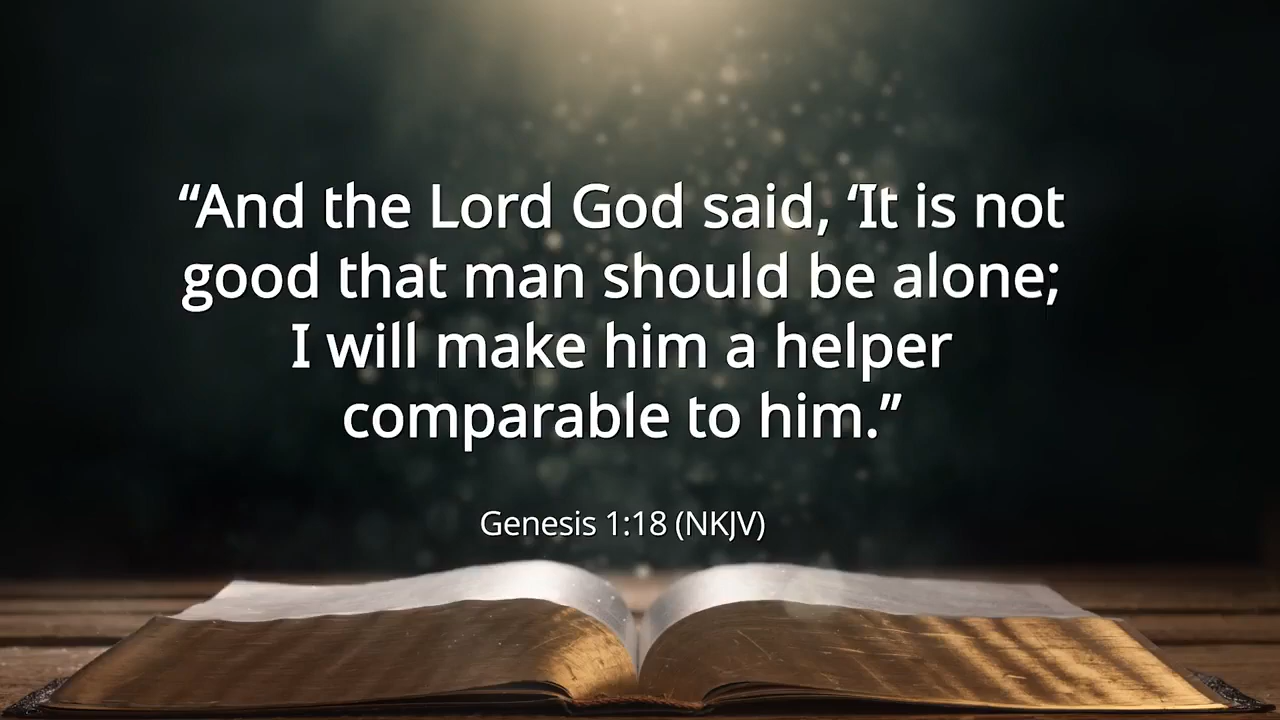 “And the Lord God said, ‘It is not
good that man should be alone;
I will make him a helper
comparable to him.”
Genesis 1:18 (NKJV)